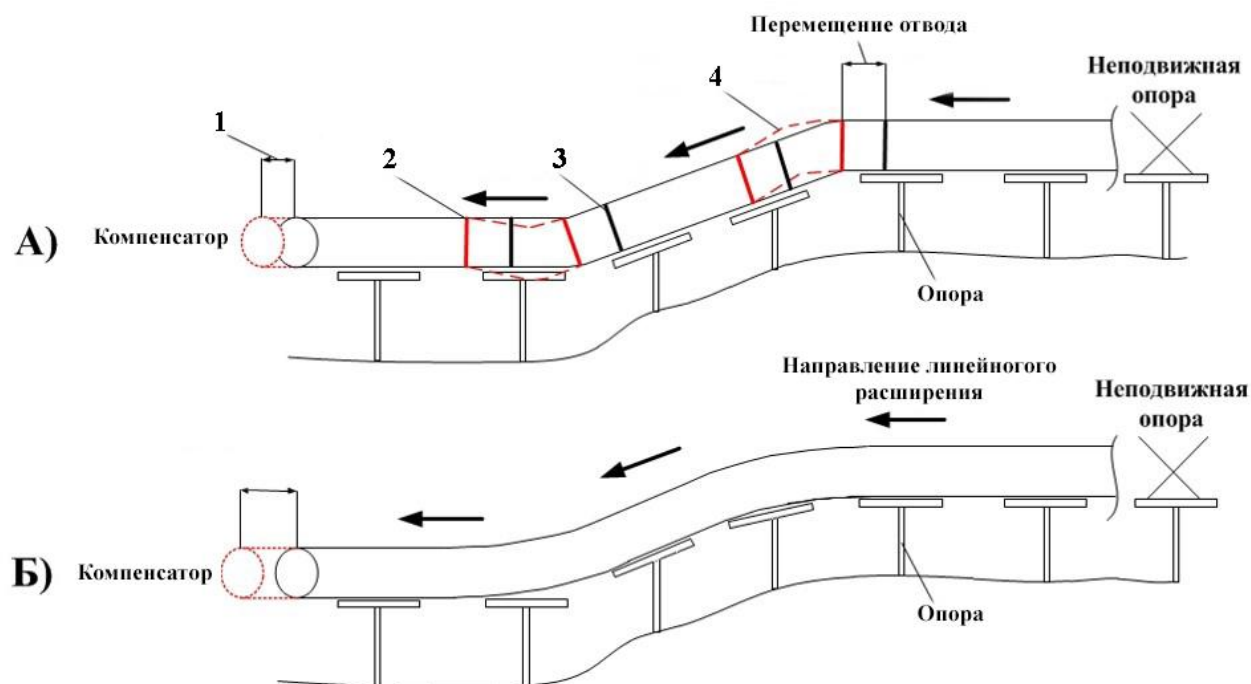 Перемещение отвода
Неподвижная
опора
4
1
2
3
А)
Компенсатор
Опора
Направление линейного
расширения
Неподвижная
опора
Б)
Компенсатор
Опора